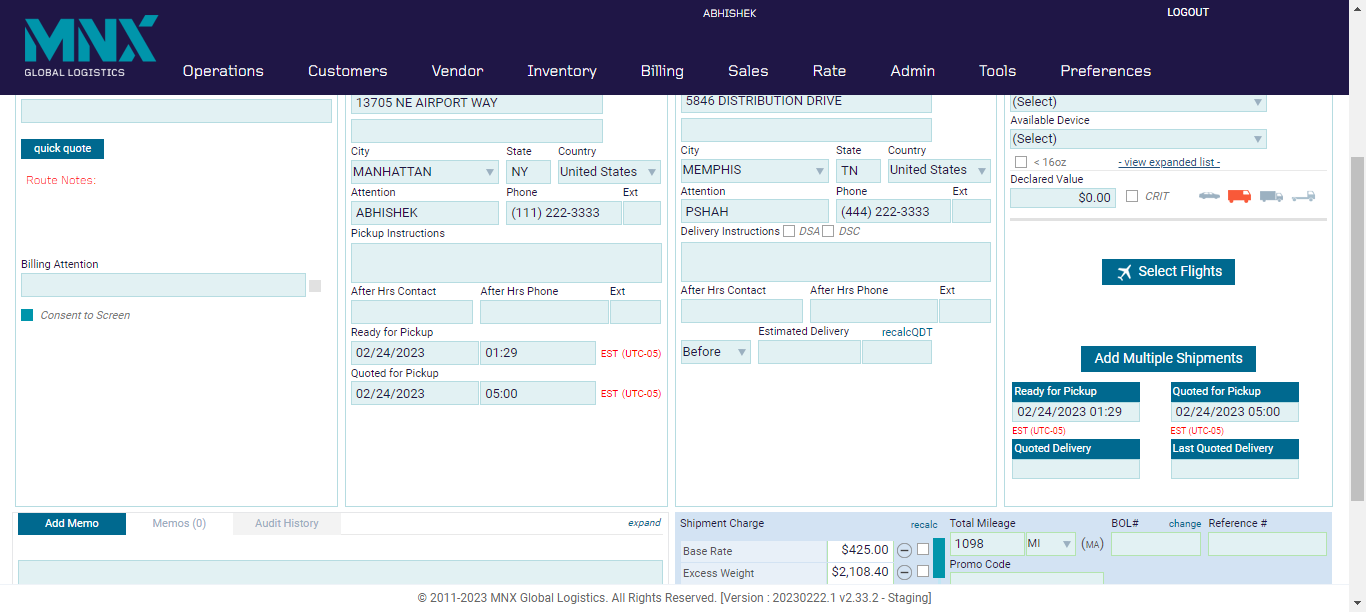 ABHISHEK
LOGOUT
MNX
GLOBAL LOGISTICS
Operations Customers Vendor Inventory Billing Sales Rate Admin Tools Preferences
quick quote
Route Notes:
Billing Attention
Consent to Screen
13705 NE AIRPORT WAY
City State Country
MANHATTAN NY United States
Attention Phone Ext
ABHISHEK (111) 222-3333
Pickup Instructions
After Hrs Contact After Hrs Phone Ext
Ready for Pickup
02/24/2023 01:29 EST (UTC-05)
Quoted for Pickup
02/24/2023 05:00 EST (UTC-05)
5846 DISTRIBUTION DRIVE
City State Country
MEMPHIS TN United States
Attention Phone Ext
PSHAH (444) 222-3333
Delivery Instructions DSA DSC
After Hrs Contact After Hrs Phone Ext
Estimated Delivery recalcQDT
Before
(Select)
Available Device
(Select)
< 16oz - view expanded list -
Declared Value
$0.00 CRIT
Select Flights
Add Multiple Shipments
Ready for Pickup Quoted for Pickup
02/24/2023 01:29 02/24/2023 05:00
EST (UTC-05) EST (UTC-05)
Quoted Delivery Last Quoted Delivery
Add Memo Memos (0) Audit History expand
Shipment Charge recalc
Base Rate $425.00
Excess Weight $2,108.40
Total Mileage BOL# change Reference #
1098 MI (MA)
Promo Code
© 2011-2023 MNX Global Logistics. All Rights Reserved. [Version : 20230222.1 v2.33.2 - Staging]